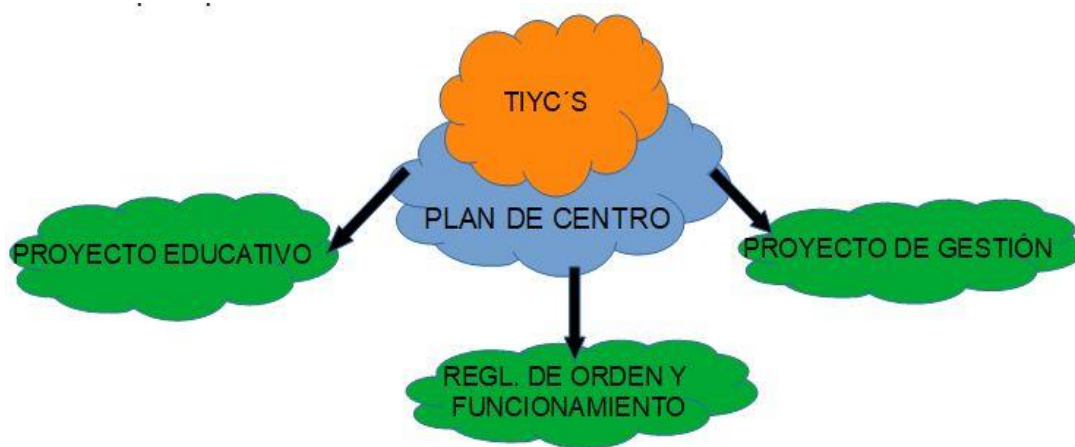 TIYC´S
PLAN DE CENTRO
PROYECTO EDUCATIVO
PROYECTO DE GESTIÓN
REGL. DE ORDEN Y
FUNCIONAMIENTO